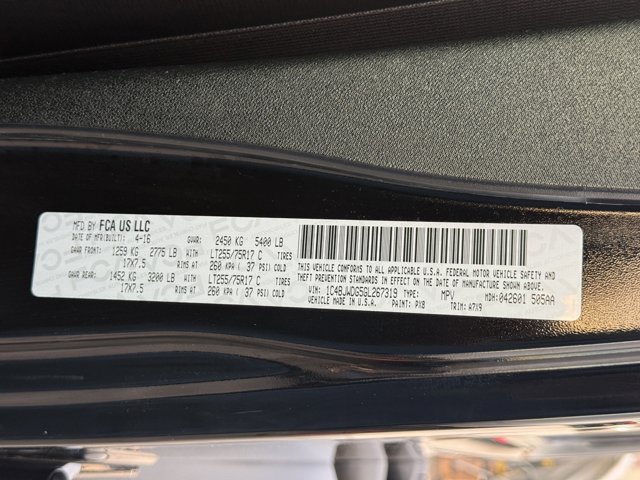 MFD BY FCA US LLC
DATE OF MFR(BUILT): 4-16 GVWR: 2450 KG 5400 LB
GAWR FRONT: 1259 KG 2775 LB WITH LT255/75R17 C TIRES
17X7.5 RIMS AT 260 KPA ( 37 PSI) COLD
GAWR REAR: 1452 KG 3200 LB WITH LT255/75R17 C TIRES
17X7.5 RIMS AT 260 KPA ( 37 PSI) COLD
THIS VEHICLE CONFORMS TO ALL APPLICABLE U.S.A. FEDERAL MOTOR VEHICLE SAFETY AND
THEFT PREVENTION STANDARDS IN EFFECT ON THE DATE OF MANUFACTURE SHOWN ABOVE.
VIN: 1C4BJWDG5GL267319 TYPE: MPV MDH: 042601 505AA
MADE IN U.S.A. PAINT: PX8 TRIM: A7X9